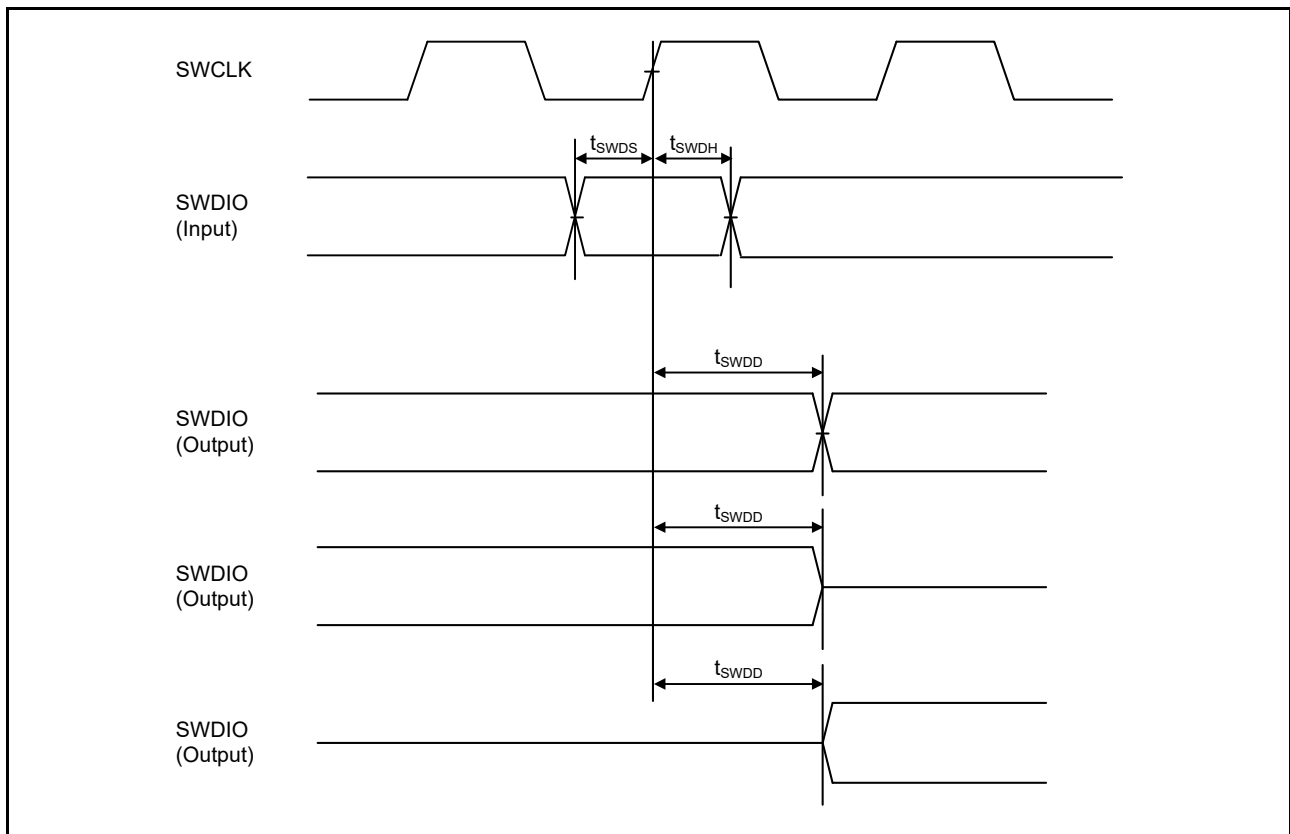 SWCLK
tSWDS
tSWDH
SWDIO
(Input)
tSWDD
SWDIO
(Output)
tSWDD
SWDIO
(Output)
tSWDD
SWDIO
(Output)